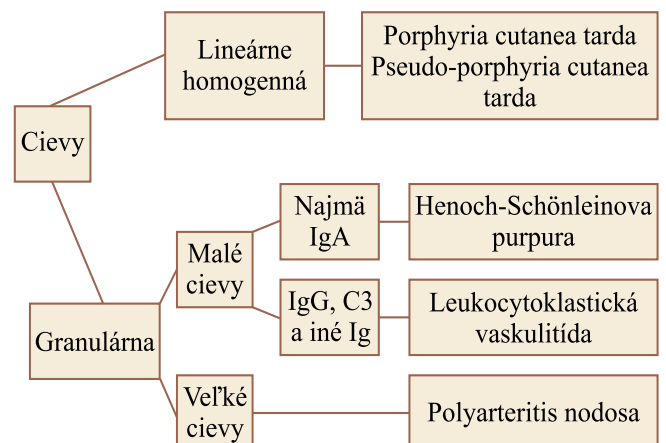 Cievy
Lineárne
homogenná
Porphyria cutanea tarda
Pseudo-porphyria cutanea
tarda
Granulárna
Malé
cievy
Najmä
IgA
Henoch-Schönleinova
purpura
IgG, C3
a iné Ig
Leukocytoklastická
vaskulitída
Veľké
cievy
Polyarteritis nodosa